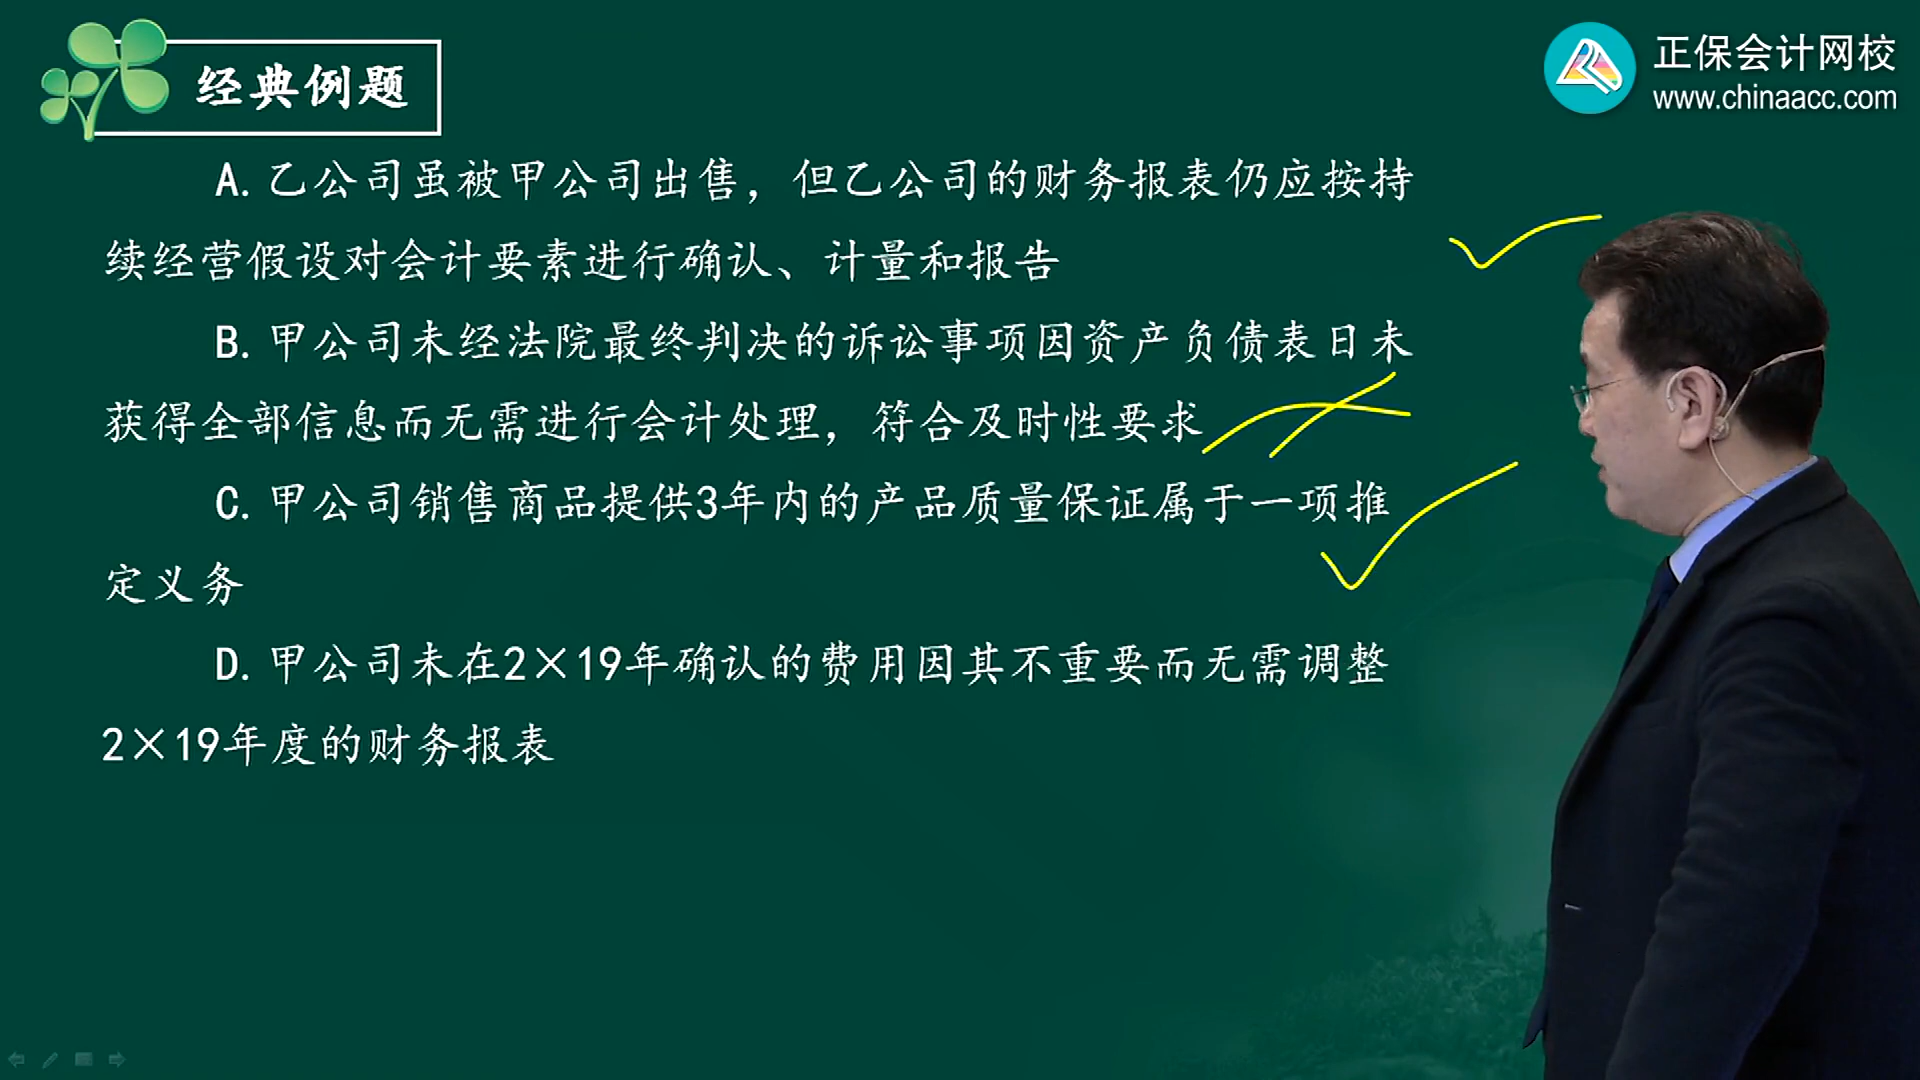 经典例题
正保会计网校
www.chinaacc.com
A. 乙公司虽被甲公司出售，但乙公司的财务报表仍应按持
续经营假设对会计要素进行确认、计量和报告
B. 甲公司未经法院最终判决的诉讼事项因资产负债表日未
获得全部信息而无需进行会计处理，符合及时性要求
C. 甲公司销售商品提供3年内的产品质量保证属于一项推
定义务
D. 甲公司未在2×19年确认的费用因其不重要而无需调整
2×19年度的财务报表